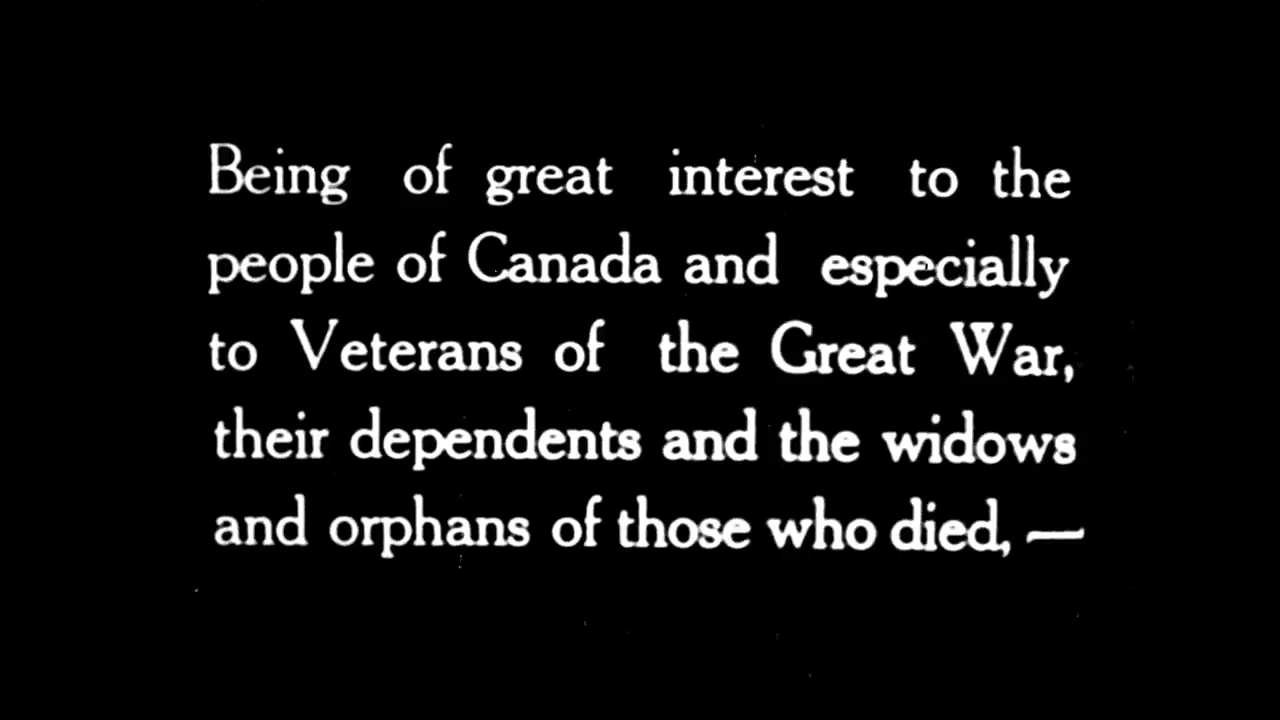 Being of great interest to the
people of Canada and especially
to Veterans of the Great War,
their dependents and the widows
and orphans of those who died, —